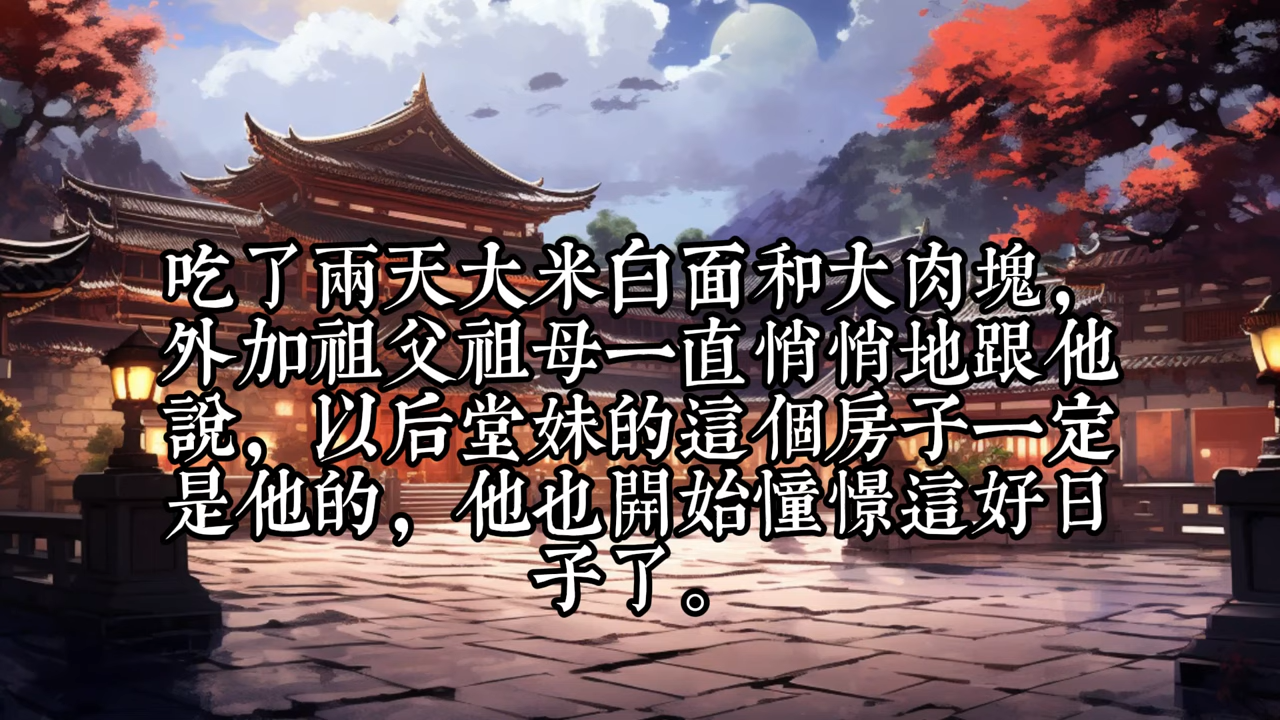 吃了兩天大米白面和大肉塊，
外加祖父祖母一直悄悄地跟他
說，以后堂妹的這個房子一定
是他的，他也開始憧憬這好日
子了。